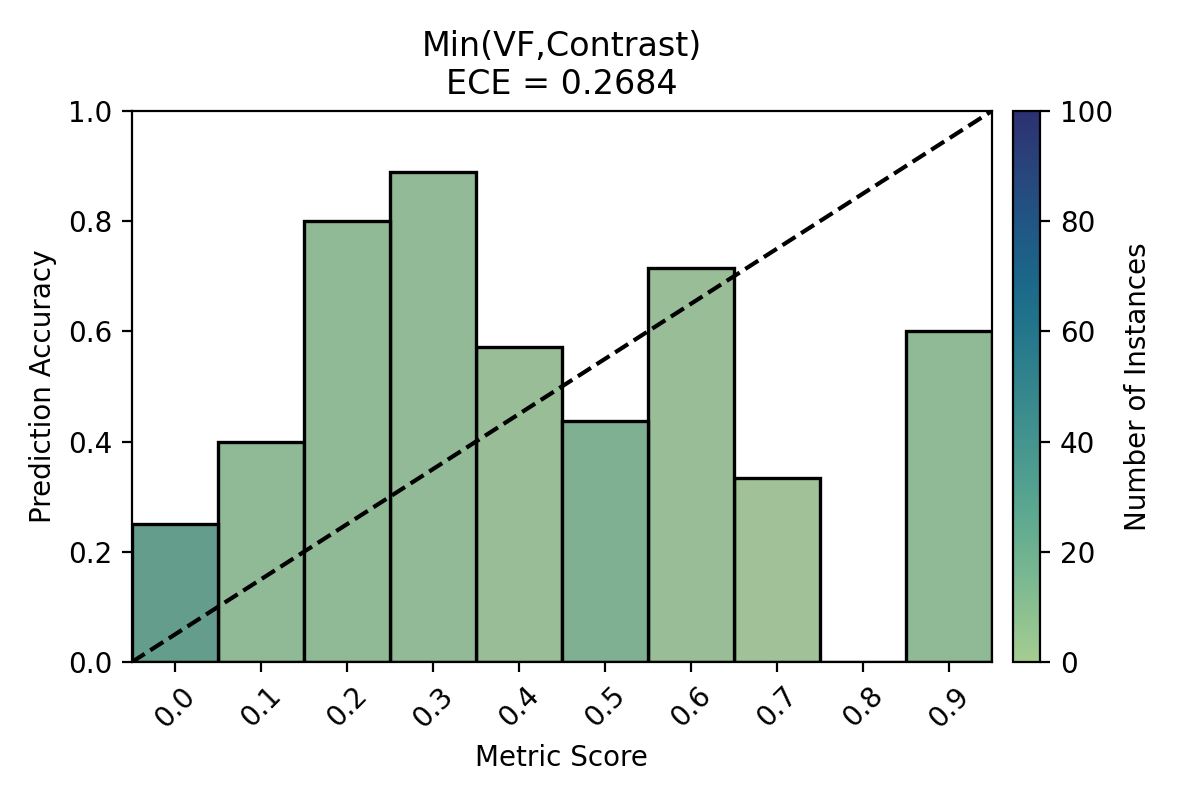 Min(VF,Contrast)
ECE = 0.2684
1.0
0.8
0.6
0.4
0.2
0.0
Prediction Accuracy
0.0 0.1 0.2 0.3 0.4 0.5 0.6 0.7 0.8 0.9
Metric Score
100
80
60
40
20
0
Number of Instances